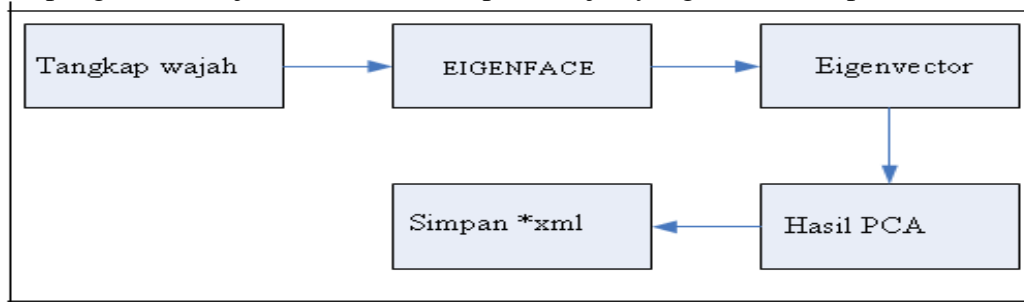 Tangkap wajah
EIGENFACE
Eigenvector
Hasil PCA
Simpan *xml